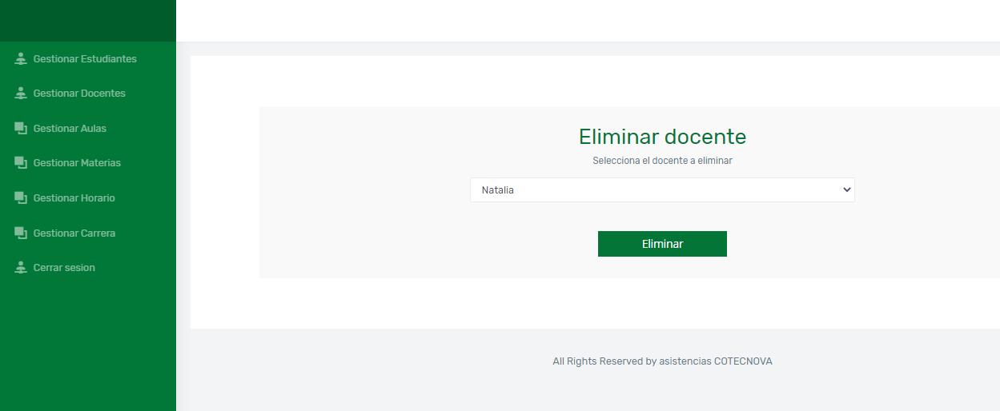 Gestionar Estudiantes
Gestionar Docentes
Gestionar Aulas
Gestionar Materias
Gestionar Horario
Gestionar Carrera
Cerrar sesion
Eliminar docente
Selecciona el docente a eliminar
Natalia
Eliminar
All Rights Reserved by asistencias COTECNOVA